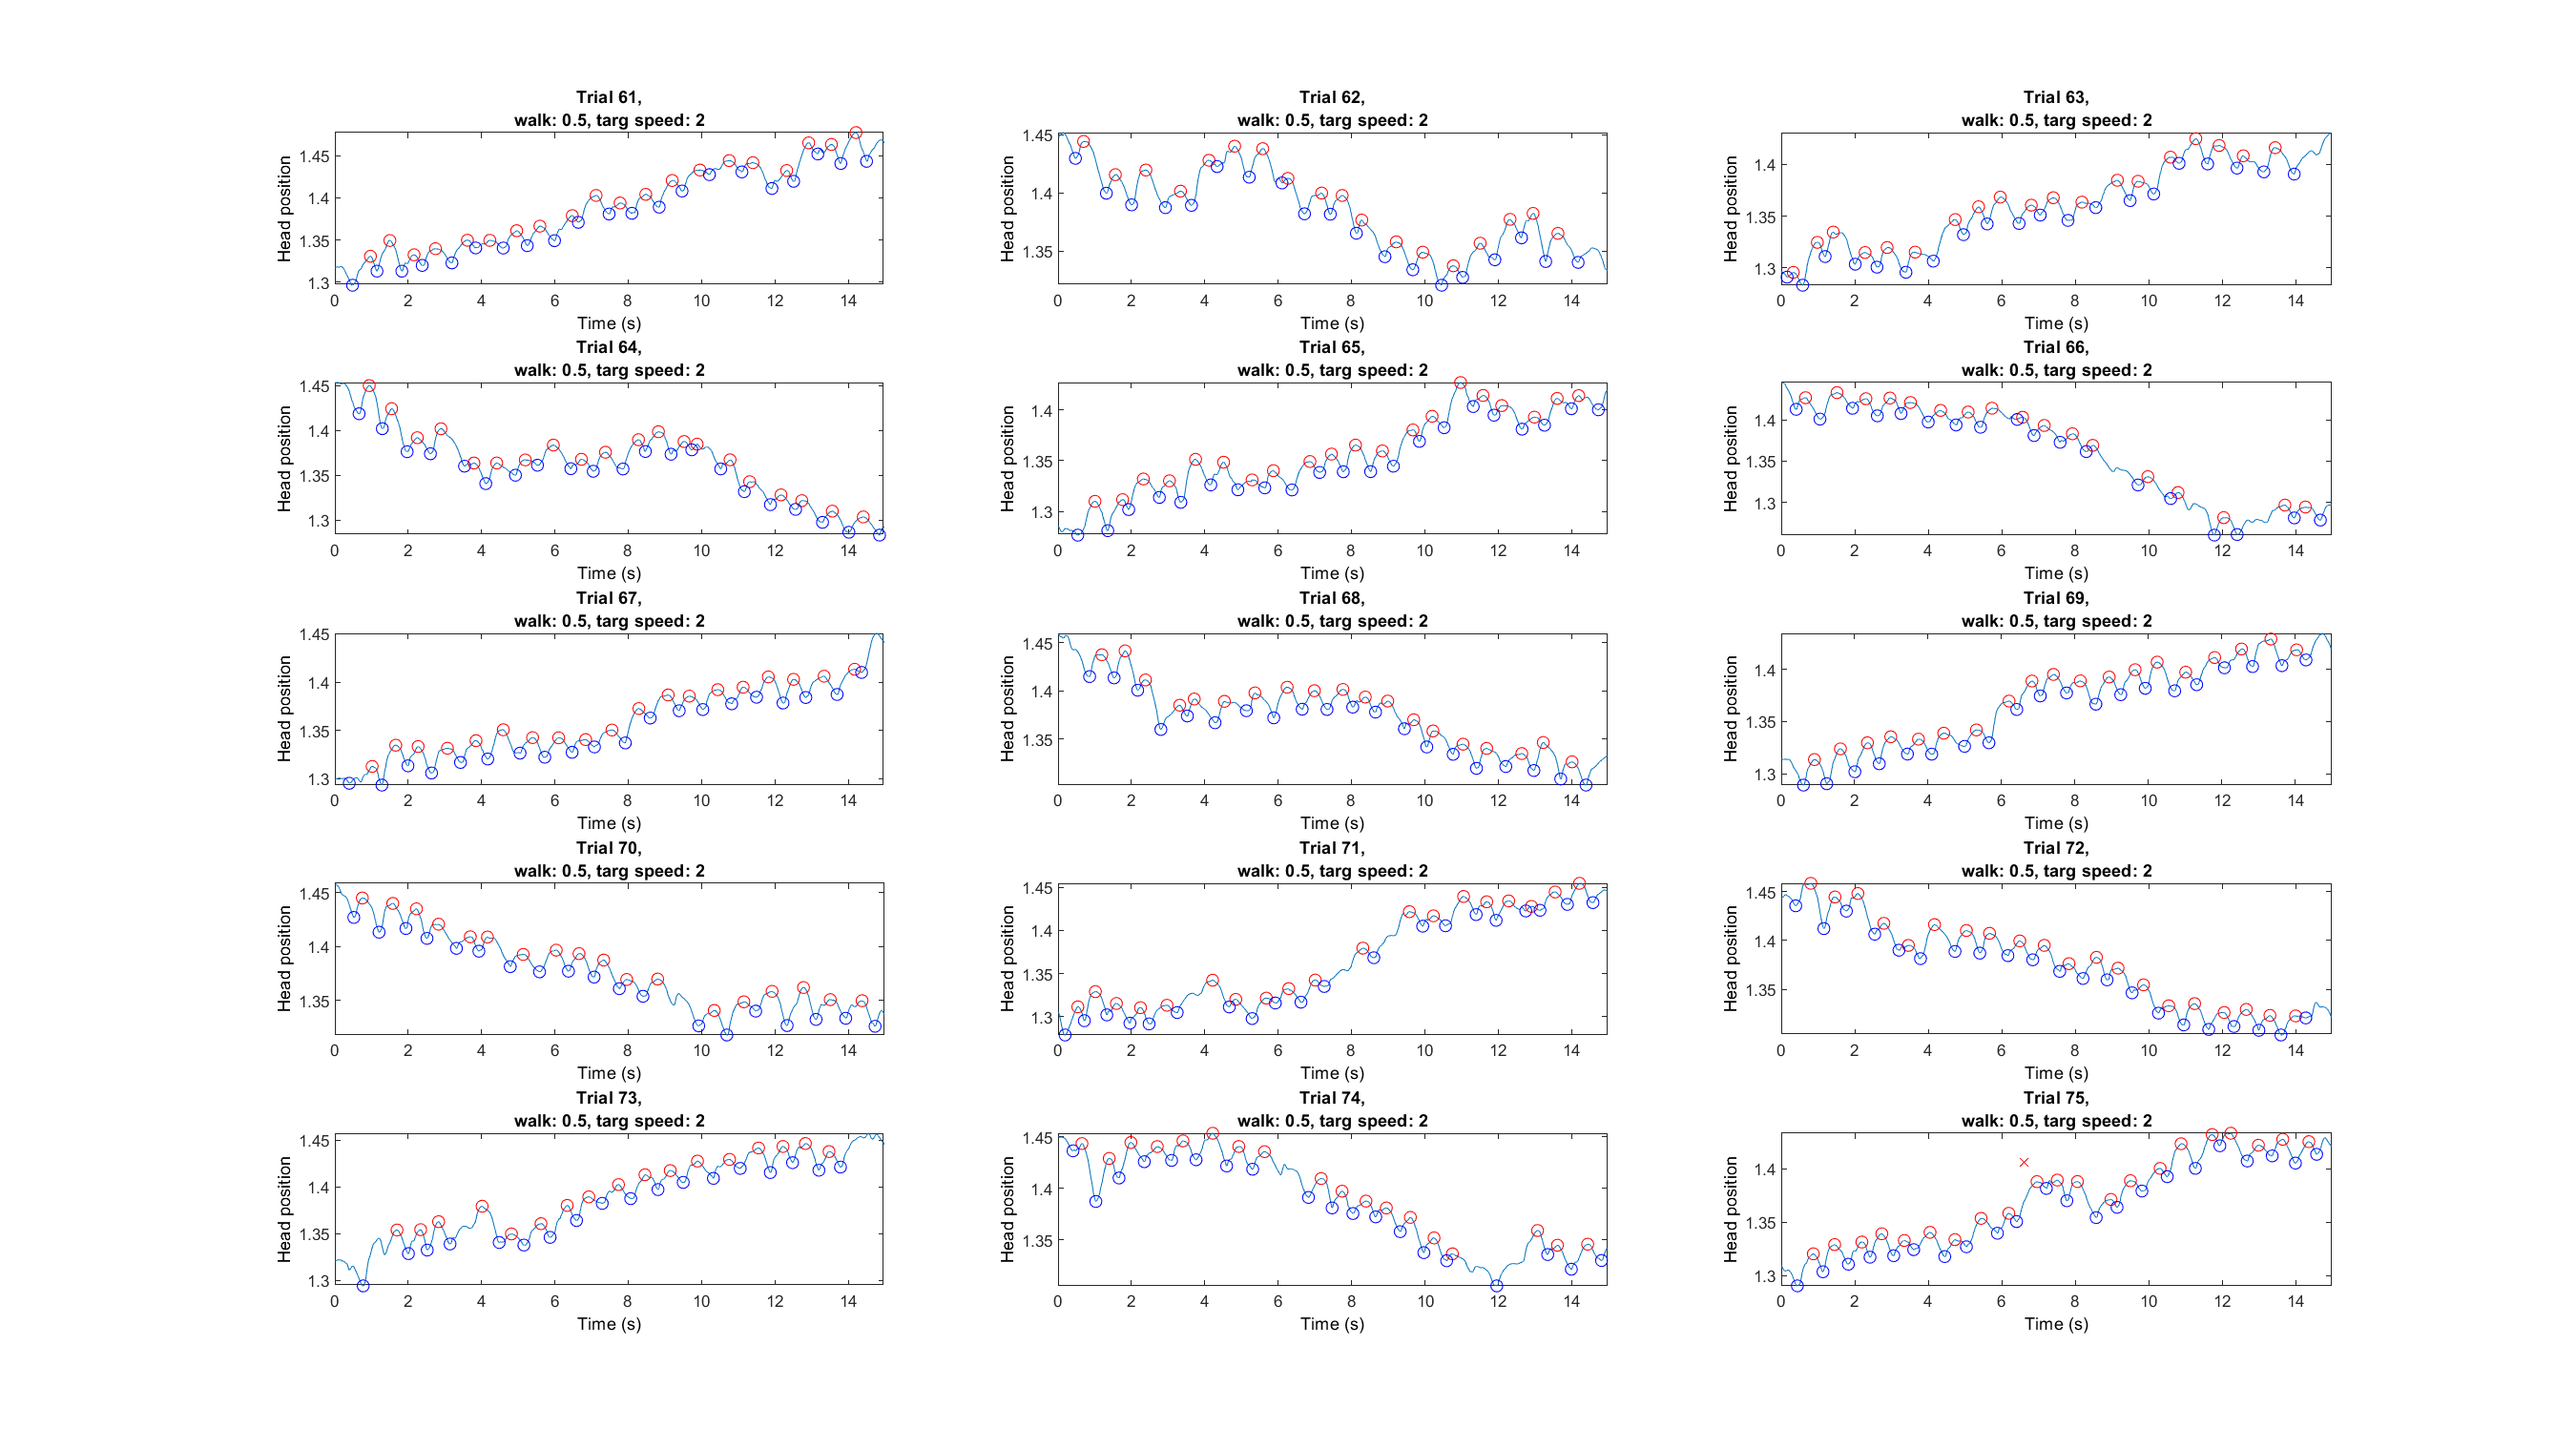 Trial 61,
walk: 0.5, targ speed: 2
Head position
1.45
1.4
1.35
1.3
0 2 4 6 8 10 12 14
Time (s)
Trial 62,
walk: 0.5, targ speed: 2
Head position
1.45
1.4
1.35
0 2 4 6 8 10 12 14
Time (s)
Trial 63,
walk: 0.5, targ speed: 2
Head position
1.4
1.35
1.3
0 2 4 6 8 10 12 14
Time (s)
Trial 64,
walk: 0.5, targ speed: 2
Head position
1.45
1.4
1.35
1.3
0 2 4 6 8 10 12 14
Time (s)
Trial 65,
walk: 0.5, targ speed: 2
Head position
1.4
1.35
1.3
0 2 4 6 8 10 12 14
Time (s)
Trial 66,
walk: 0.5, targ speed: 2
Head position
1.4
1.35
1.3
0 2 4 6 8 10 12 14
Time (s)
Trial 67,
walk: 0.5, targ speed: 2
Head position
1.45
1.4
1.35
1.3
0 2 4 6 8 10 12 14
Time (s)
Trial 68,
walk: 0.5, targ speed: 2
Head position
1.45
1.4
1.35
0 2 4 6 8 10 12 14
Time (s)
Trial 69,
walk: 0.5, targ speed: 2
Head position
1.4
1.35
1.3
0 2 4 6 8 10 12 14
Time (s)
Trial 70,
walk: 0.5, targ speed: 2
Head position
1.45
1.4
1.35
0 2 4 6 8 10 12 14
Time (s)
Trial 71,
walk: 0.5, targ speed: 2
Head position
1.45
1.4
1.35
1.3
0 2 4 6 8 10 12 14
Time (s)
Trial 72,
walk: 0.5, targ speed: 2
Head position
1.45
1.4
1.35
0 2 4 6 8 10 12 14
Time (s)
Trial 73,
walk: 0.5, targ speed: 2
Head position
1.45
1.4
1.35
1.3
0 2 4 6 8 10 12 14
Time (s)
Trial 74,
walk: 0.5, targ speed: 2
Head position
1.45
1.4
1.35
0 2 4 6 8 10 12 14
Time (s)
Trial 75,
walk: 0.5, targ speed: 2
Head position
1.4
1.35
1.3
0 2 4 6 8 10 12 14
Time (s)